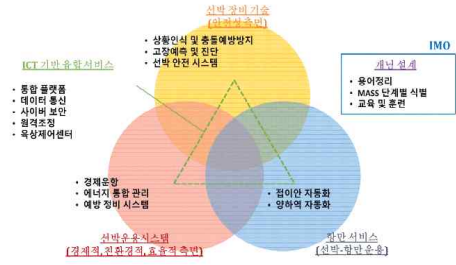 선박 장비 기술
(안전성 측면)
• 상황인식 및 충돌예방방지
• 고장예측 및 진단
• 선박 안전 시스템
ICT 기반 융합 서비스
• 통합 플랫폼
• 데이터 통신
• 사이버 보안
• 원격조정
• 육상제어센터
IMO
개념 설계
• 용어정리
• MASS 단계별 식별
• 교육 및 훈련
• 경제운항
• 에너지 통합 관리
• 예방 정비 시스템
• 접이안 자동화
• 양하역 자동화
선박운용시스템
(경제적, 친환경적, 효율적 측면)
항만 서비스
(선박-항만운용)